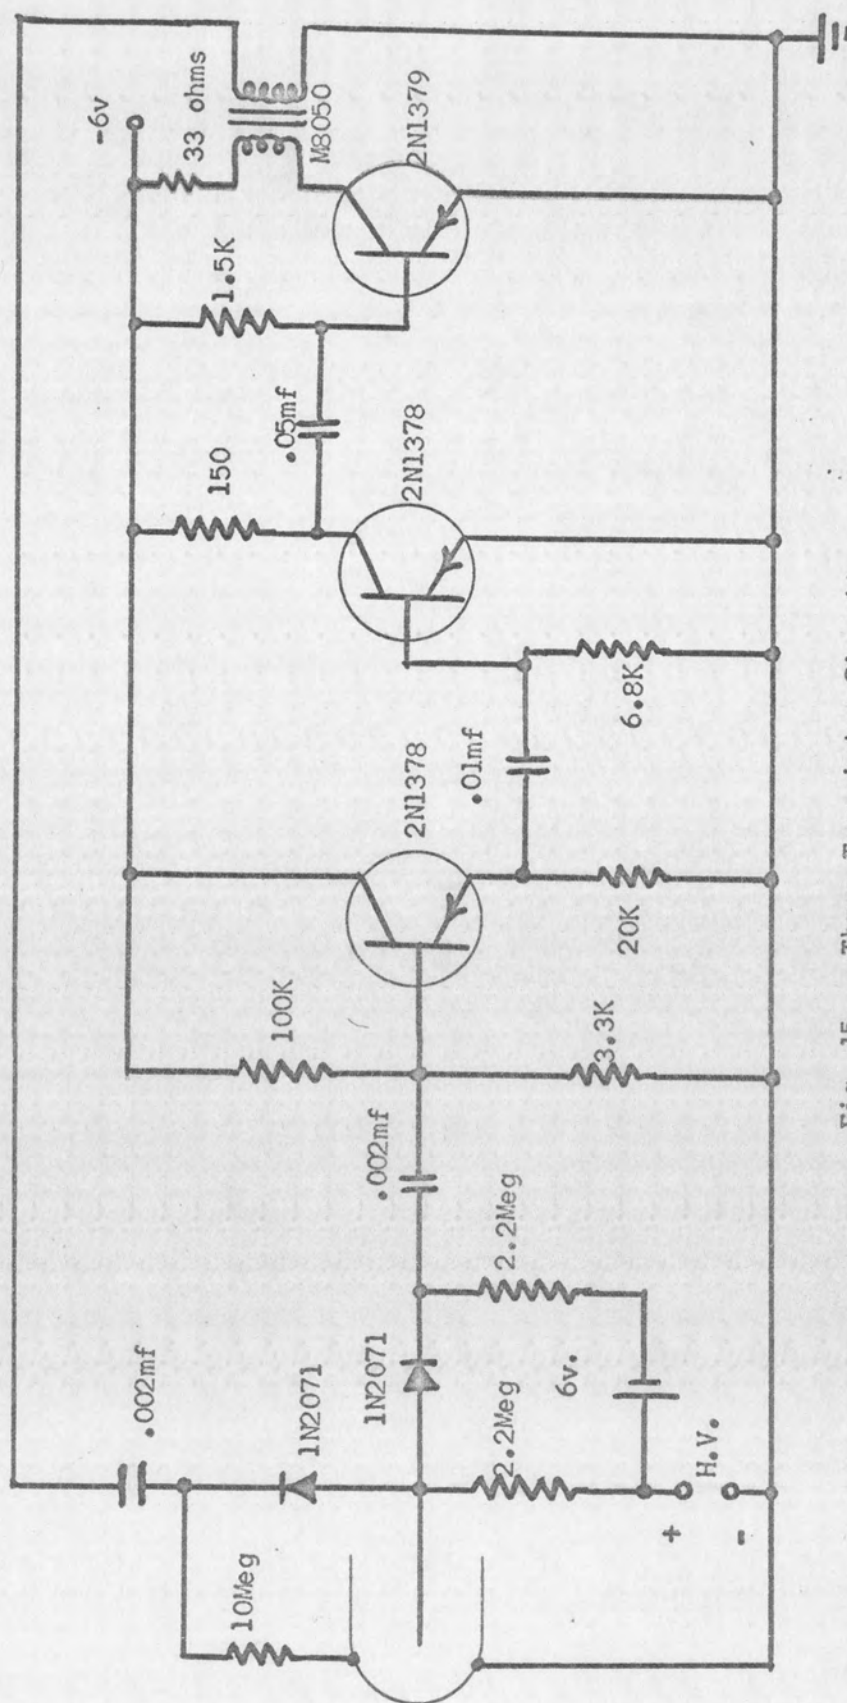 .002mf
10Meg
1N2071
1N2071
2.2Meg
2.2Meg
6v.
+
H.V.
-
.002mf
100K
3.3K
2N1378
20K
.01mf
6.8K
2N1378
150
.05mf
1.5K
2N1379
-6v
33 ohms
M8050